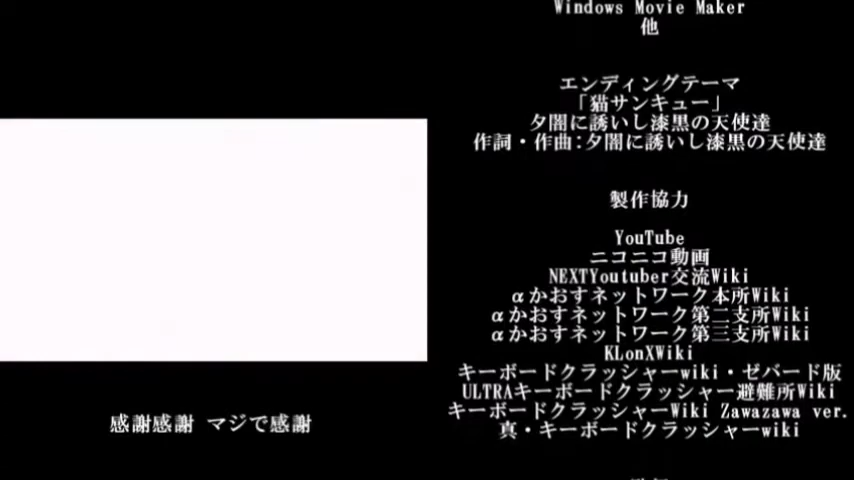 Windows Movie Maker
他
エンディングテーマ
「猫サンキュー」
夕闇に誘いし漆黒の天使達
作詞・作曲:夕闇に誘いし漆黒の天使達
製作協力
YouTube
ニコニコ動画
NEXTYoutuber交流Wiki
αかおすネットワーク本所Wiki
αかおすネットワーク第二支所Wiki
αかおすネットワーク第三支所Wiki
KLonXWiki
キーボードクラッシャーwiki・ゼバード版
ULTRAキーボードクラッシャー避難所Wiki
キーボードクラッシャーWiki Zawazawa ver.
真・キーボードクラッシャーwiki
感謝感謝 マジで感謝